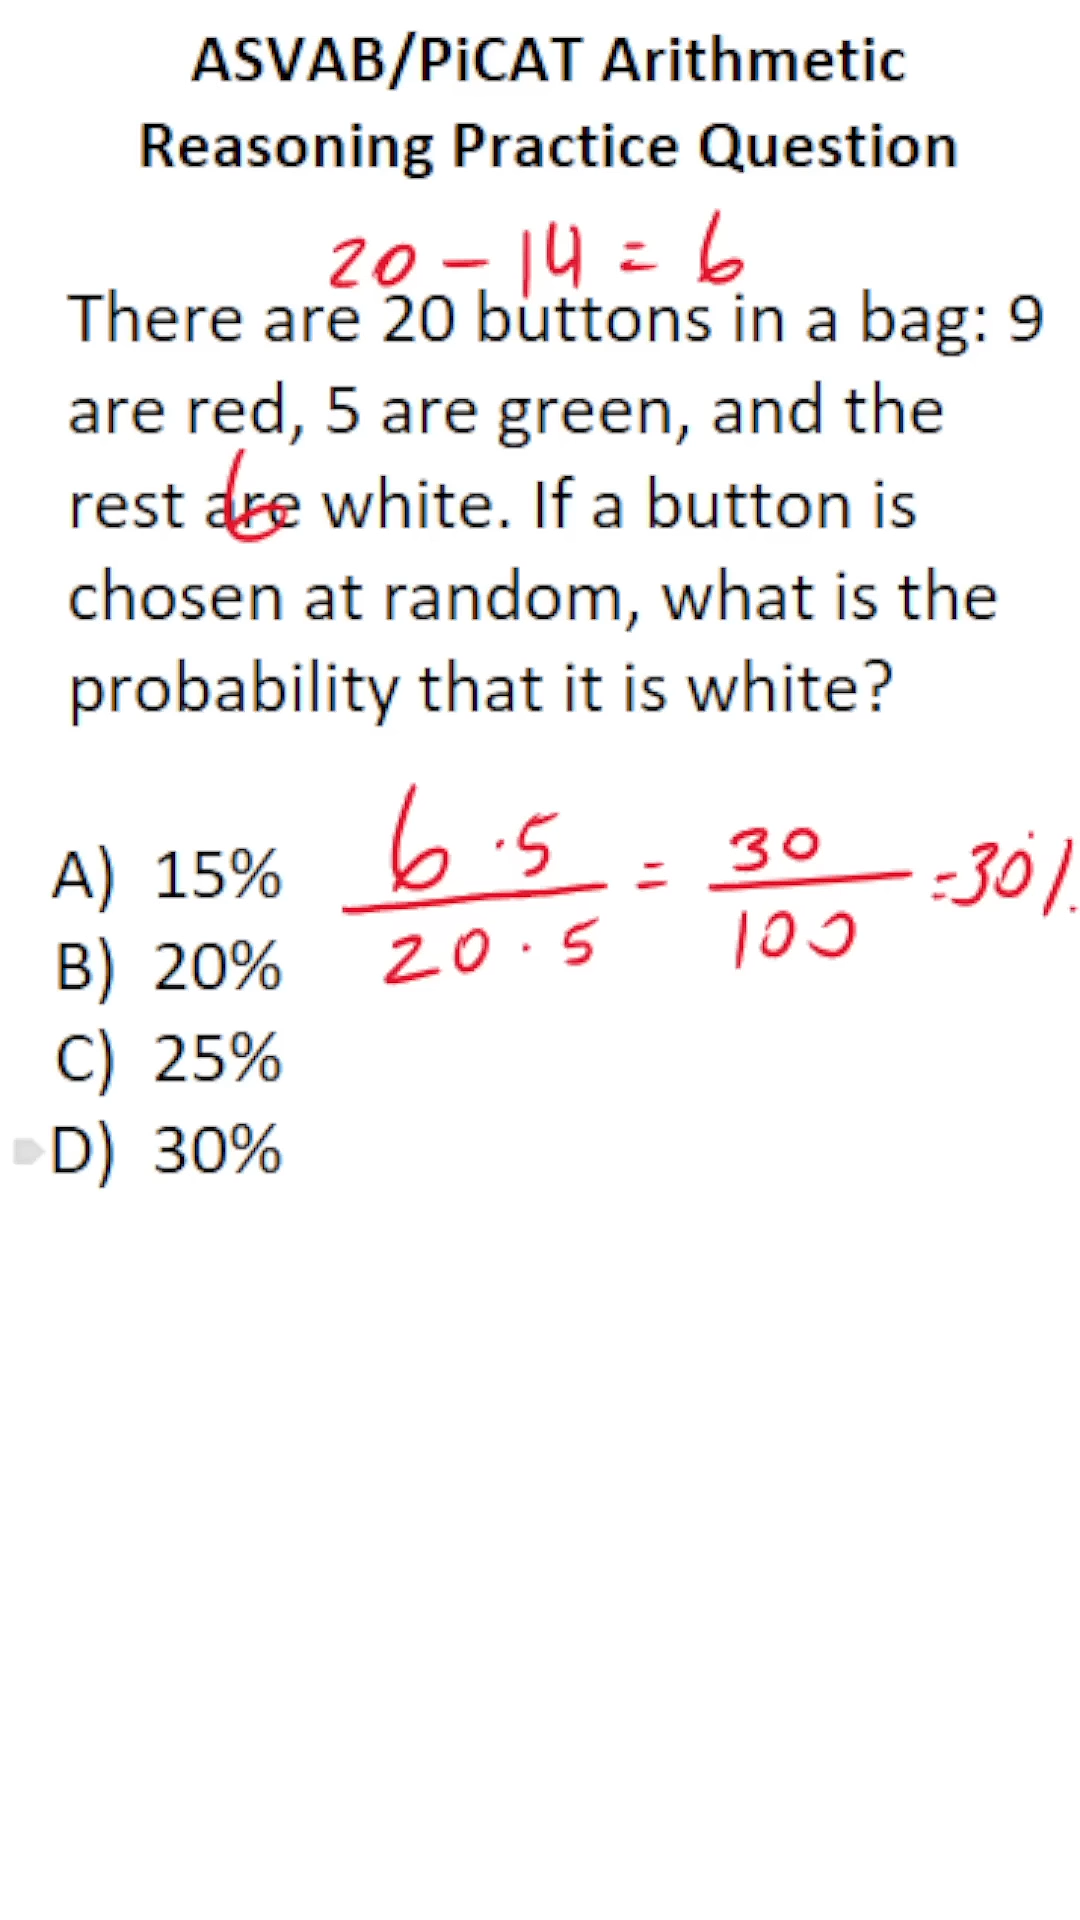 ASVAB/PiCAT Arithmetic
Reasoning Practice Question
20 - 14 = 6
There are 20 buttons in a bag: 9
are red, 5 are green, and the
rest are white. If a button is
6
chosen at random, what is the
probability that it is white?
A) 15%
6 · 5 / 20 · 5 = 30 / 100 = 30%
B) 20%
C) 25%
D) 30%